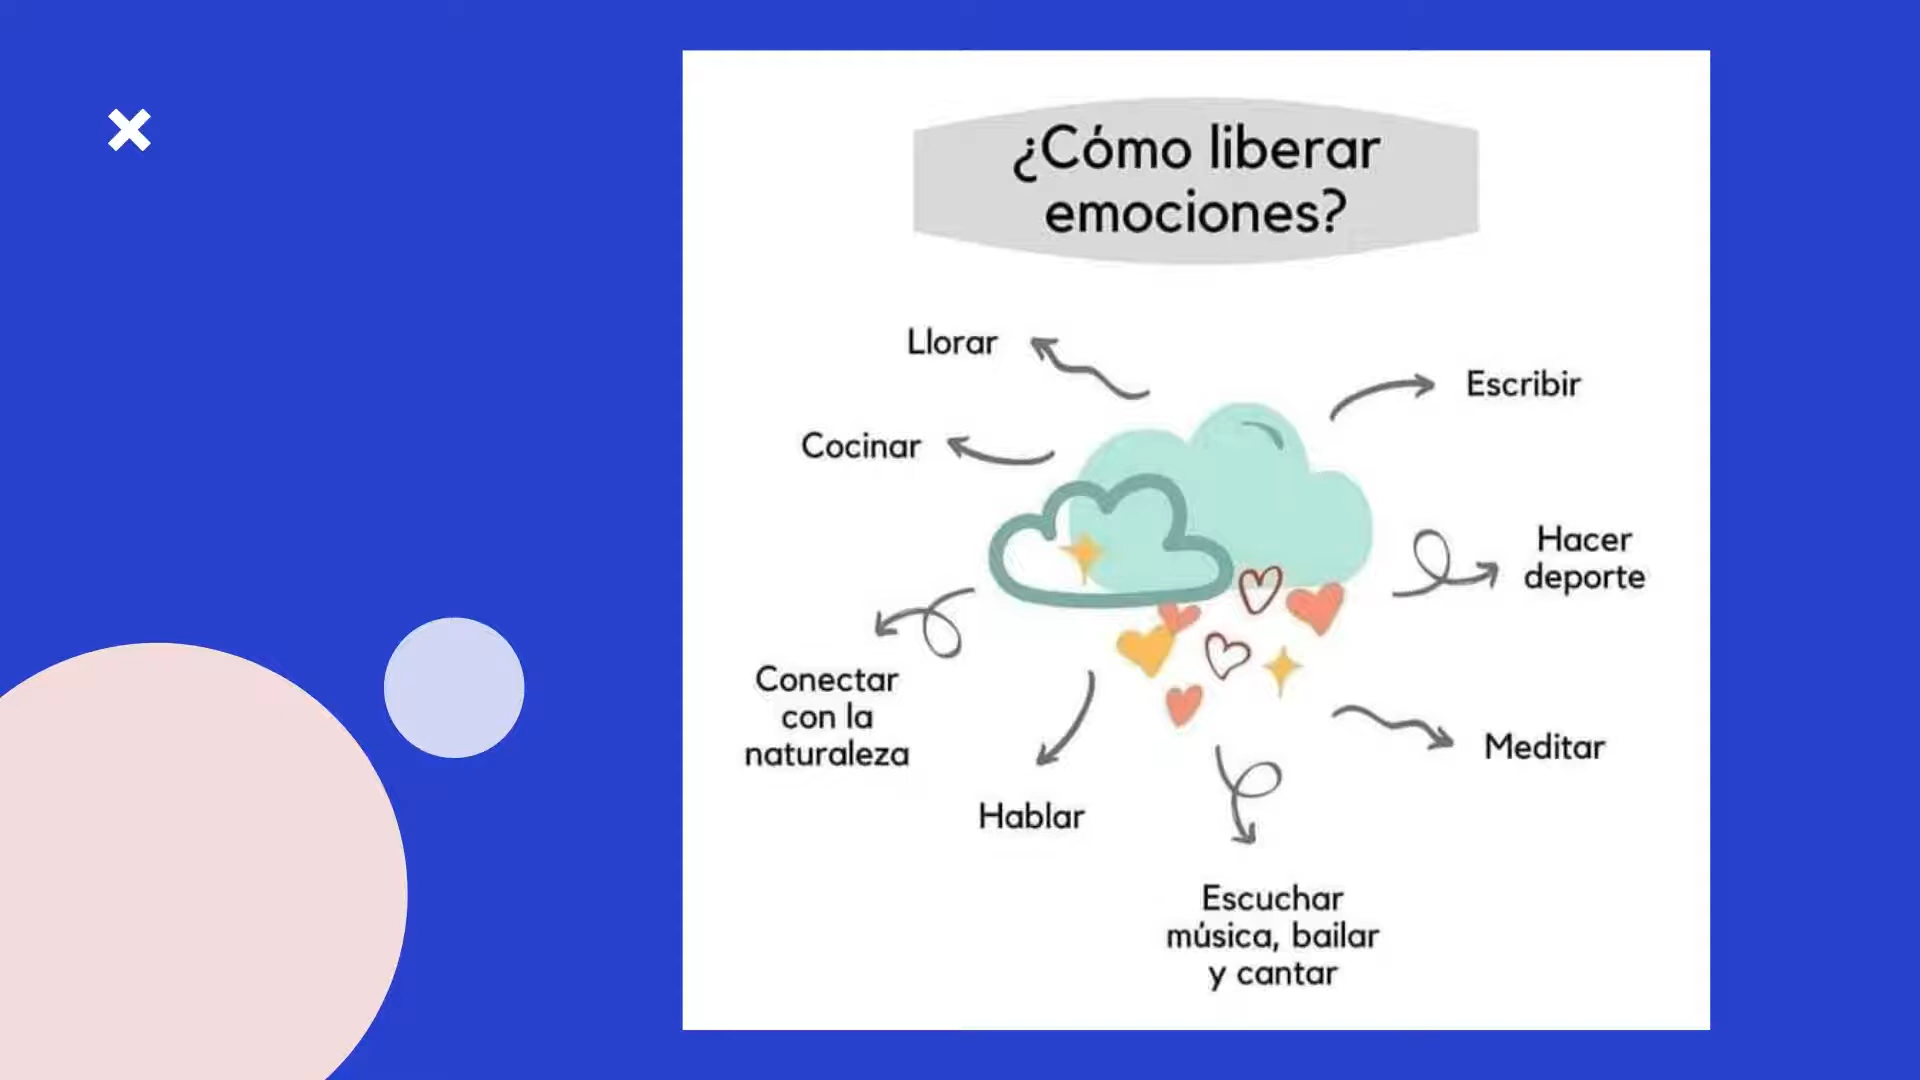 ¿Cómo liberar
emociones?
Llorar
Escribir
Cocinar
Hacer
deporte
Conectar
con la
naturaleza
Meditar
Hablar
Escuchar
música, bailar
y cantar